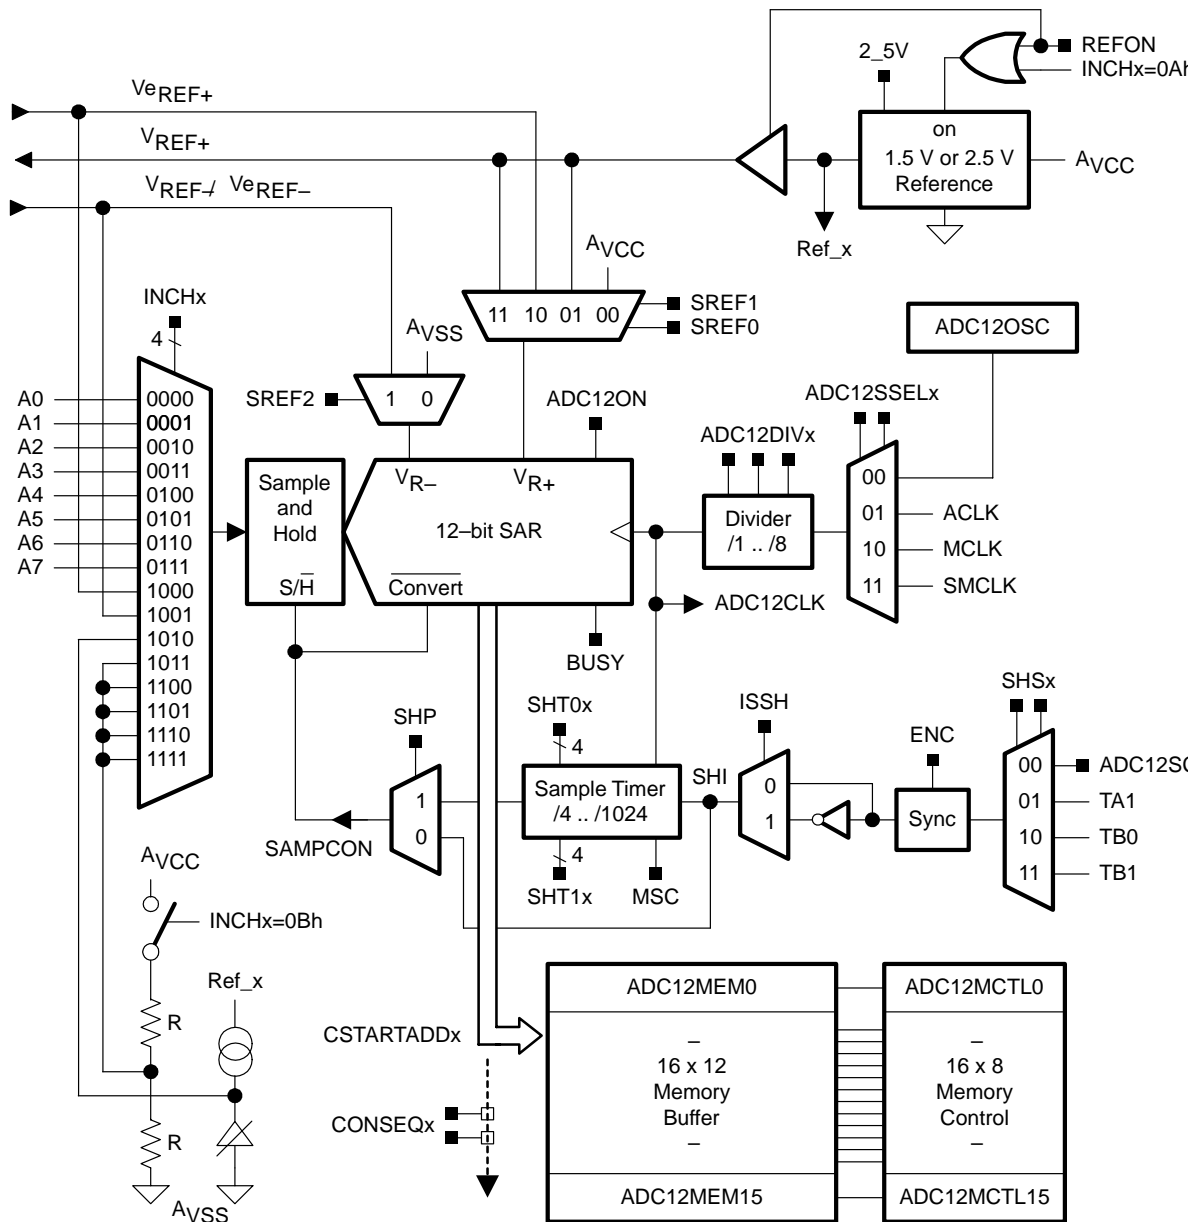 REFON
INCHx=0Ah
2_5V
VeREF+
on
1.5 V or 2.5 V
Reference
AVCC
VREF+
VREF– / VeREF–
Ref_x
AVCC
INCHx
4
11 10 01 00
SREF1
SREF0
ADC12OSC
AVSS
SREF2
1 0
ADC12ON
ADC12SSELx
ADC12DIVx
A0 0000
A1 0001
A2 0010
A3 0011
A4 0100
A5 0101
A6 0110
A7 0111
1000
1001
1010
1011
1100
1101
1110
1111
Sample
and
Hold
S/H
VR–
VR+
12–bit SAR
Convert
Divider
/1 .. /8
00
01 ACLK
10 MCLK
11 SMCLK
ADC12CLK
BUSY
SHP
SHT0x
4
ISSH
ENC
SHSx
1
0
SAMPCON
Sample Timer
/4 .. /1024
SHI
0
1
Sync
00 ADC12SC
01 TA1
10 TB0
11 TB1
4
SHT1x
MSC
AVCC
INCHx=0Bh
Ref_x
R
R
AVSS
CSTARTADDx
CONSEQx
ADC12MEM0
–
16 x 12
Memory
Buffer
–
ADC12MEM15
ADC12MCTL0
–
16 x 8
Memory
Control
–
ADC12MCTL15